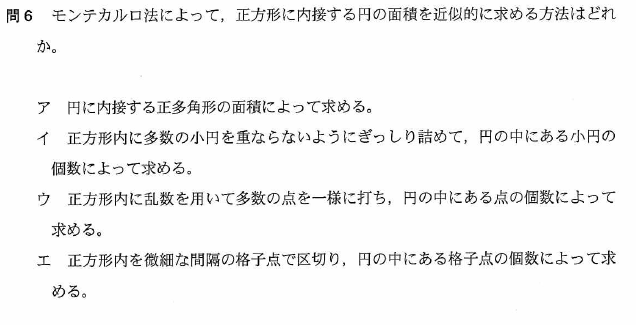 問6 モンテカルロ法によって，正方形に内接する円の面積を近似的に求める方法はどれ
か。
ア 円に内接する正多角形の面積によって求める。
イ 正方形内に多数の小円を重ならないようにぎっしり詰めて，円の中にある小円の
個数によって求める。
ウ 正方形内に乱数を用いて多数の点を一様に打ち，円の中にある点の個数によって
求める。
エ 正方形内を微細な間隔の格子点で区切り，円の中にある格子点の個数によって求
める。